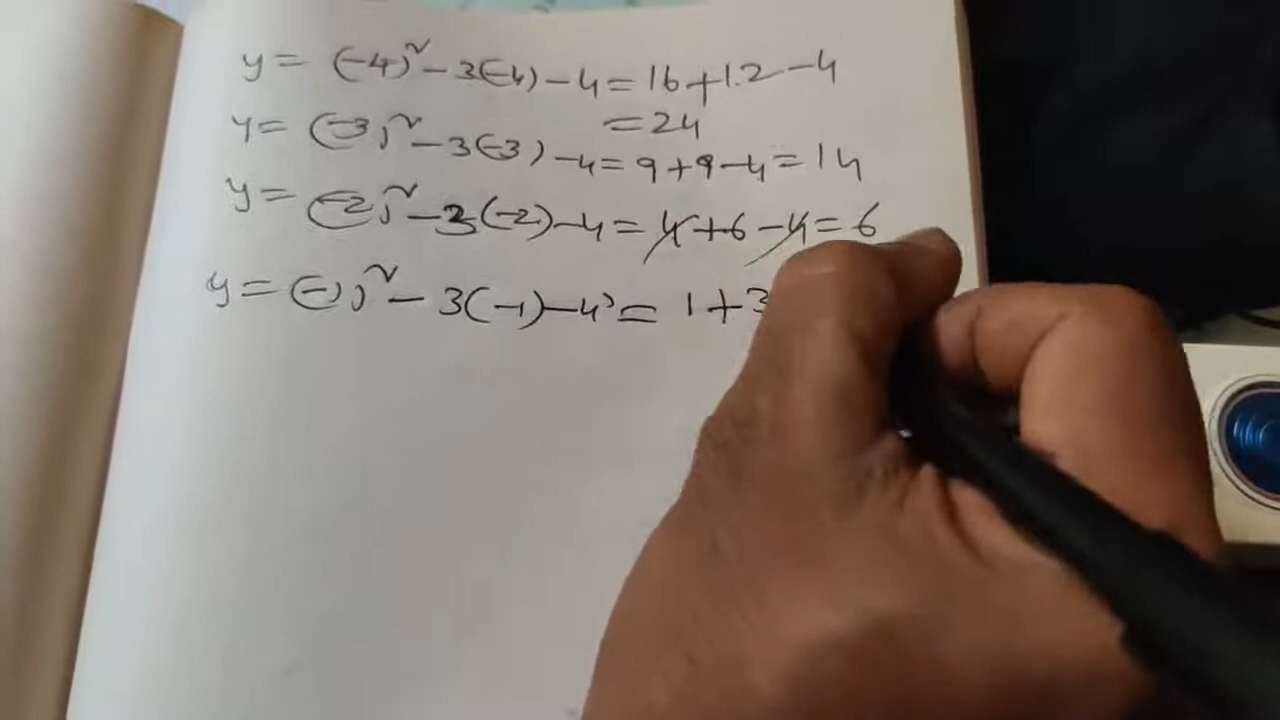 y = (-4)² - 3(-4) - 4 = 16 + 12 - 4
= 24
y = (-3)² - 3(-3) - 4 = 9 + 9 - 4 = 14
y = (-2)² - 3(-2) - 4 = 4 + 6 - 4 = 6
y = (-1)² - 3(-1) - 4 = 1 + 3